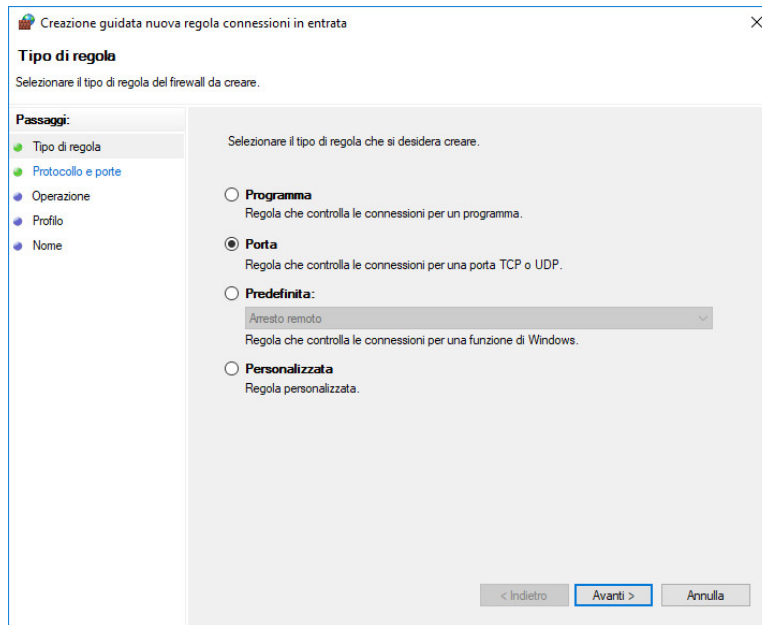 Creazione guidata nuova regola connessioni in entrata
Tipo di regola
Selezionare il tipo di regola del firewall da creare.
Passaggi:
Tipo di regola
Protocollo e porte
Operazione
Profilo
Nome
Selezionare il tipo di regola che si desidera creare.
Programma
Regola che controlla le connessioni per un programma.
Porta
Regola che controlla le connessioni per una porta TCP o UDP.
Predefinita:
Arresto remoto
Regola che controlla le connessioni per una funzione di Windows.
Personalizzata
Regola personalizzata.
< Indietro Avanti > Annulla